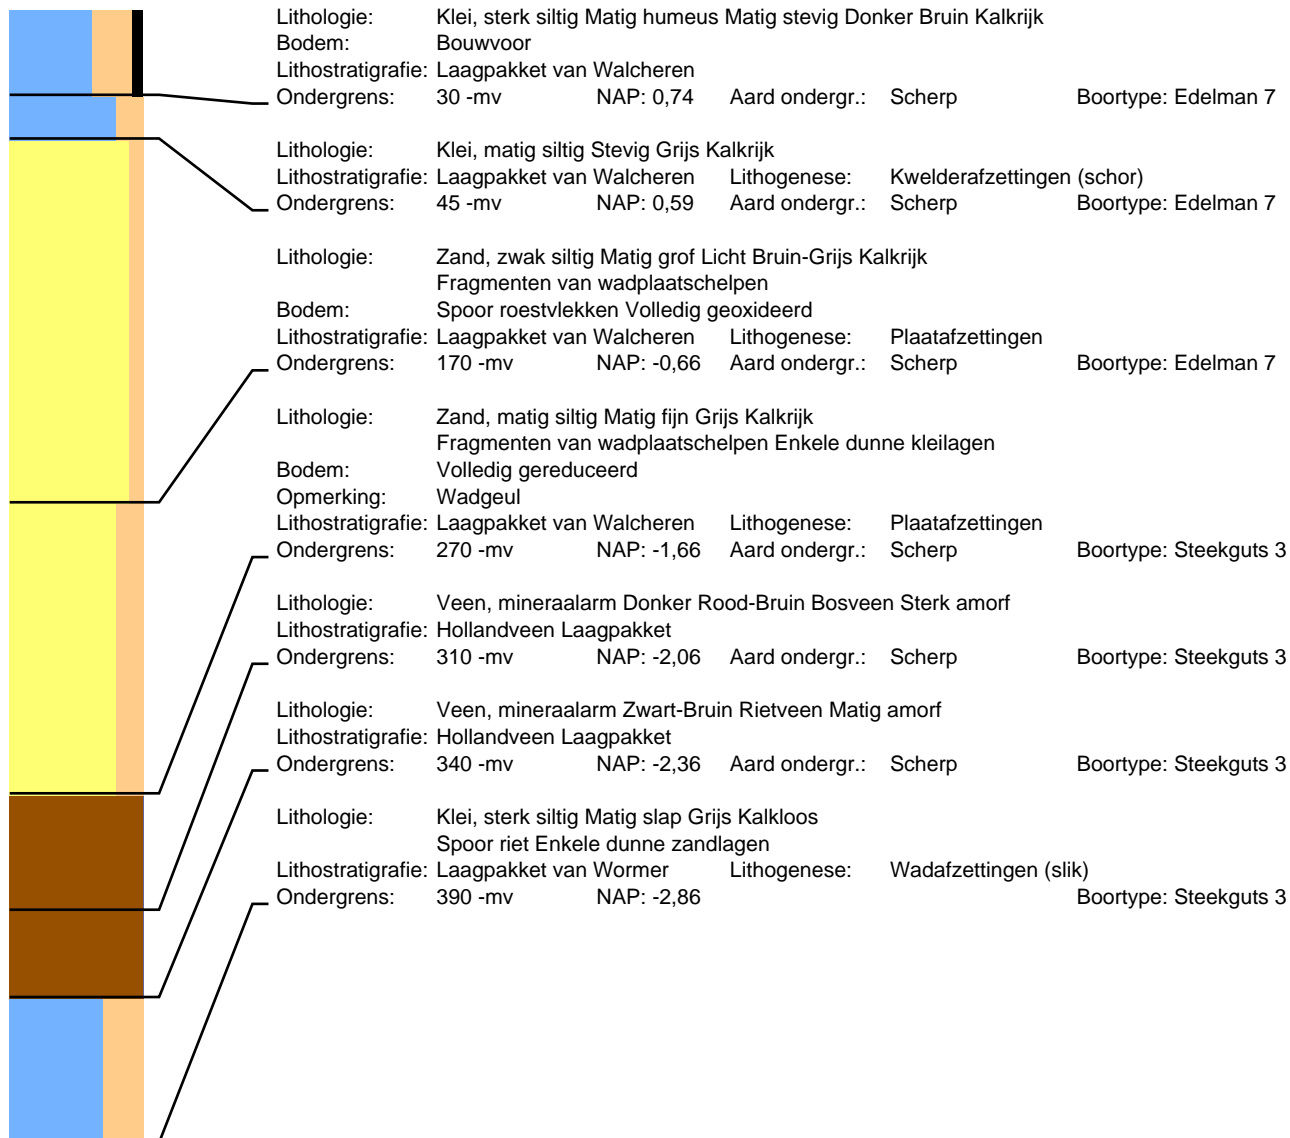 Lithologie: Klei, sterk siltig Matig humeus Matig stevig Donker Bruin Kalkrijk
Bodem: Bouwvoor
Lithostratigrafie: Laagpakket van Walcheren
Ondergrens: 30 -mv NAP: 0,74 Aard ondergr.: Scherp Boortype: Edelman 7
Lithologie: Klei, matig siltig Stevig Grijs Kalkrijk
Lithostratigrafie: Laagpakket van Walcheren Lithogenese: Kwelderafzettingen (schor)
Ondergrens: 45 -mv NAP: 0,59 Aard ondergr.: Scherp Boortype: Edelman 7
Lithologie: Zand, zwak siltig Matig grof Licht Bruin-Grijs Kalkrijk
Fragmenten van wadplaatschelpen
Bodem: Spoor roestvlekken Volledig geoxideerd
Lithostratigrafie: Laagpakket van Walcheren Lithogenese: Plaatafzettingen
Ondergrens: 170 -mv NAP: -0,66 Aard ondergr.: Scherp Boortype: Edelman 7
Lithologie: Zand, matig siltig Matig fijn Grijs Kalkrijk
Fragmenten van wadplaatschelpen Enkele dunne kleilagen
Bodem: Volledig gereduceerd
Opmerking: Wadgeul
Lithostratigrafie: Laagpakket van Walcheren Lithogenese: Plaatafzettingen
Ondergrens: 270 -mv NAP: -1,66 Aard ondergr.: Scherp Boortype: Steekguts 3
Lithologie: Veen, mineraalarm Donker Rood-Bruin Bosveen Sterk amorf
Lithostratigrafie: Hollandveen Laagpakket
Ondergrens: 310 -mv NAP: -2,06 Aard ondergr.: Scherp Boortype: Steekguts 3
Lithologie: Veen, mineraalarm Zwart-Bruin Rietveen Matig amorf
Lithostratigrafie: Hollandveen Laagpakket
Ondergrens: 340 -mv NAP: -2,36 Aard ondergr.: Scherp Boortype: Steekguts 3
Lithologie: Klei, sterk siltig Matig slap Grijs Kalkloos
Spoor riet Enkele dunne zandlagen
Lithostratigrafie: Laagpakket van Wormer Lithogenese: Wadafzettingen (slik)
Ondergrens: 390 -mv NAP: -2,86 Boortype: Steekguts 3